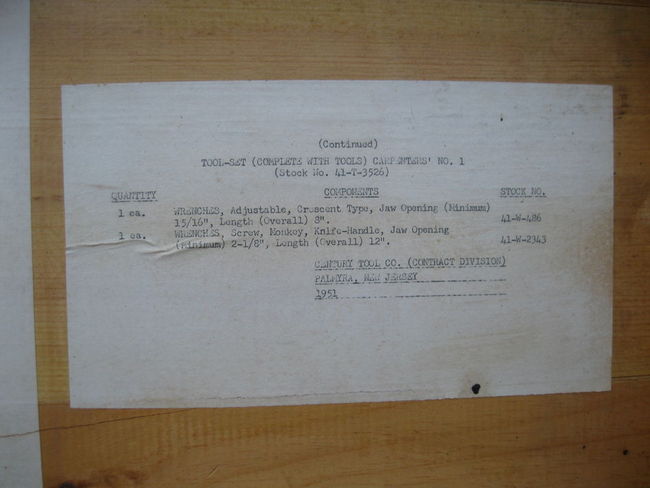 (Continued)
TOOL-SET (COMPLETE WITH TOOLS) CARPENTERS' NO. 1
(Stock No. 41-T-3526)
QUANTITY COMPONENTS STOCK NO.
1 ea. WRENCHES, Adjustable, Crescent Type, Jaw Opening (Minimum)
15/16", Length (Overall) 8". 41-W-486
1 ea. WRENCHES, Screw, Monkey, Knife-Handle, Jaw Opening
(Minimum) 2-1/8", Length (Overall) 12". 41-W-2343
CENTURY TOOL CO. (CONTRACT DIVISION)
PALMYRA, NEW JERSEY
1951